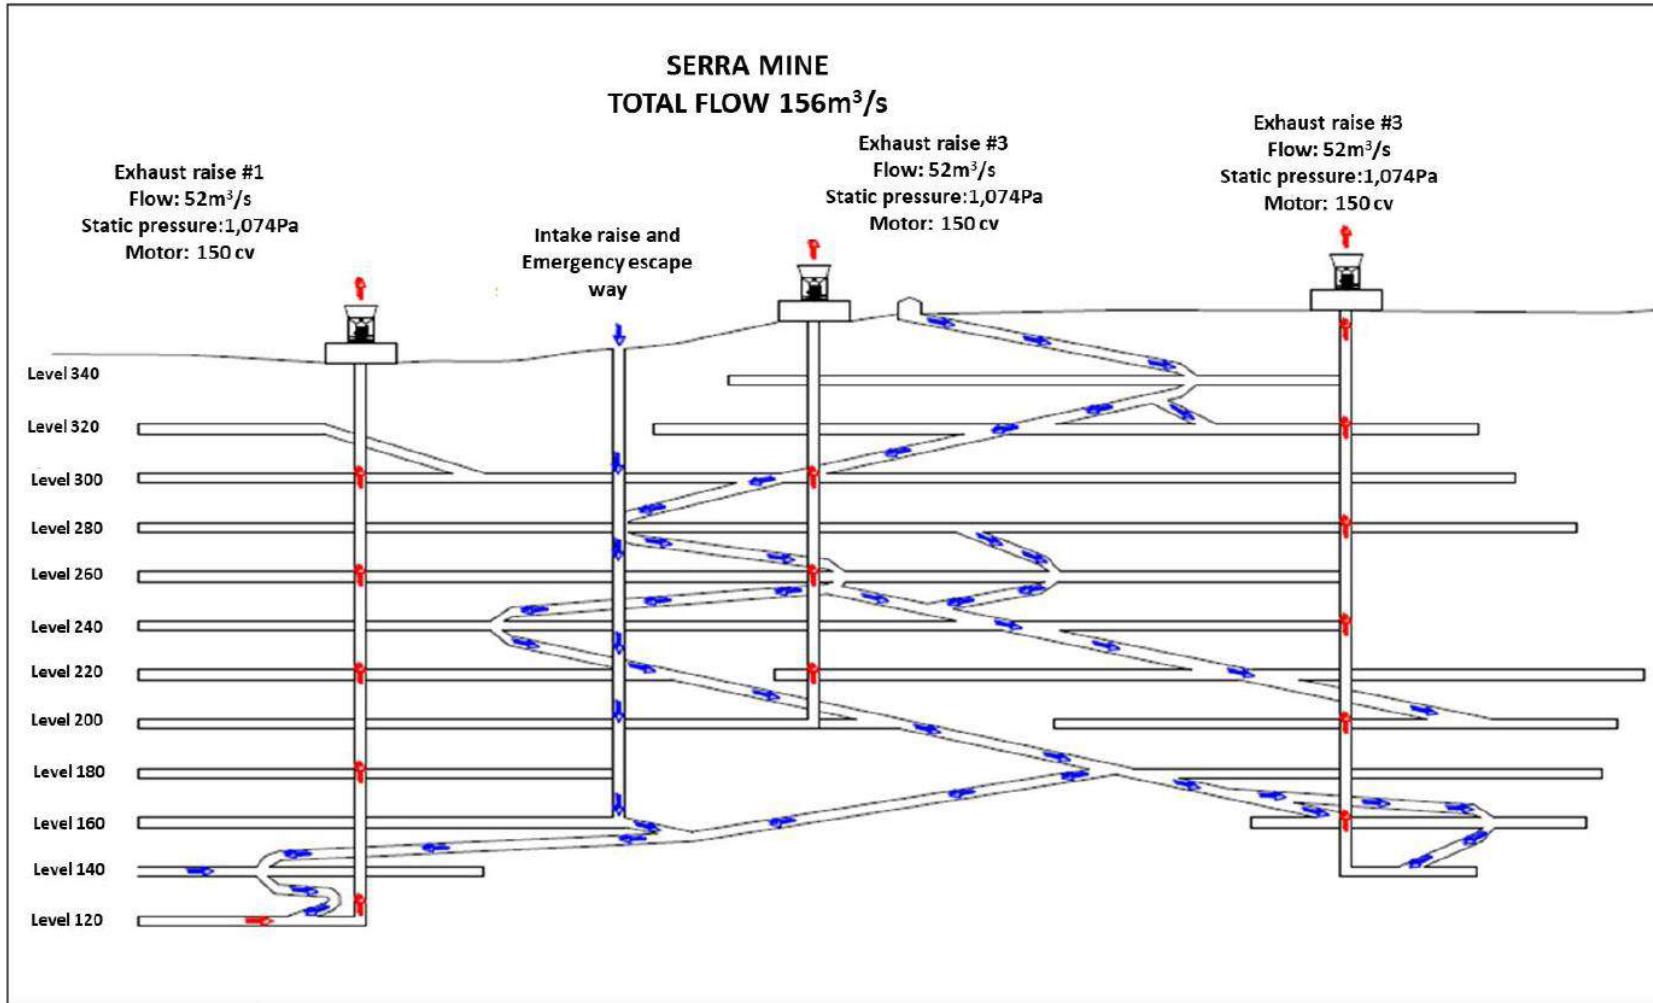 SERRA MINE
TOTAL FLOW 156m³/s
Exhaust raise #1
Flow: 52m³/s
Static pressure:1,074Pa
Motor: 150 cv
Intake raise and
Emergency escape
way
Exhaust raise #3
Flow: 52m³/s
Static pressure:1,074Pa
Motor: 150 cv
Exhaust raise #3
Flow: 52m³/s
Static pressure:1,074Pa
Motor: 150 cv
Level 340
Level 320
Level 300
Level 280
Level 260
Level 240
Level 220
Level 200
Level 180
Level 160
Level 140
Level 120